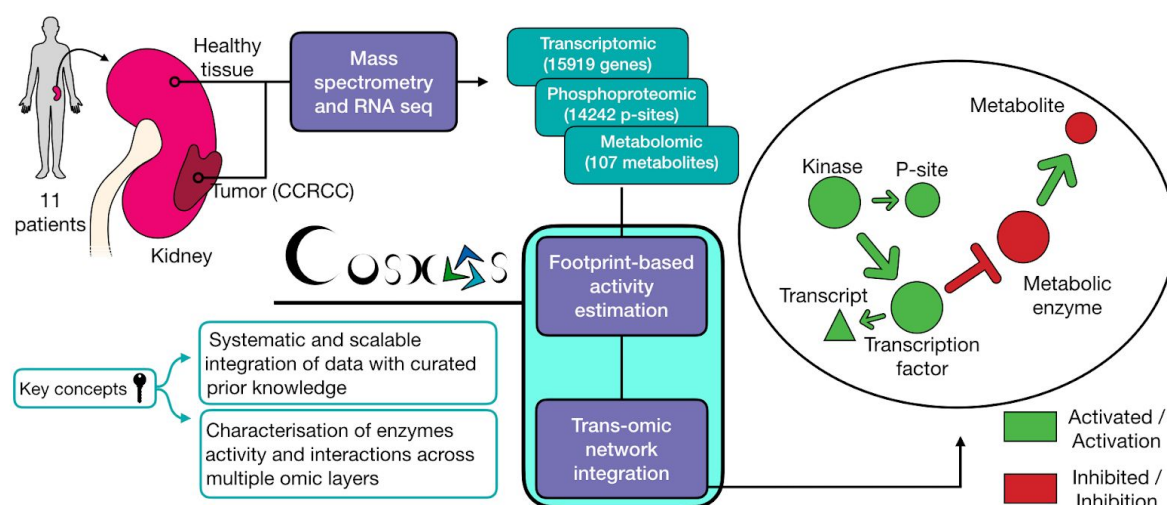 Healthy
tissue
Mass
spectrometry
and RNA seq
Transcriptomic
(15919 genes)
Phosphoproteomic
(14242 p-sites)
Metabolomic
(107 metabolites)
11
patients
Tumor (CCRCC)
Kidney
COSMOS
Footprint-based
activity
estimation
Trans-omic
network
integration
Key concepts
Systematic and scalable
integration of data with curated
prior knowledge
Characterisation of enzymes
activity and interactions across
multiple omic layers
Metabolite
Kinase
P-site
Metabolic
enzyme
Transcript
Transcription
factor
Activated /
Activation
Inhibited /
Inhibition